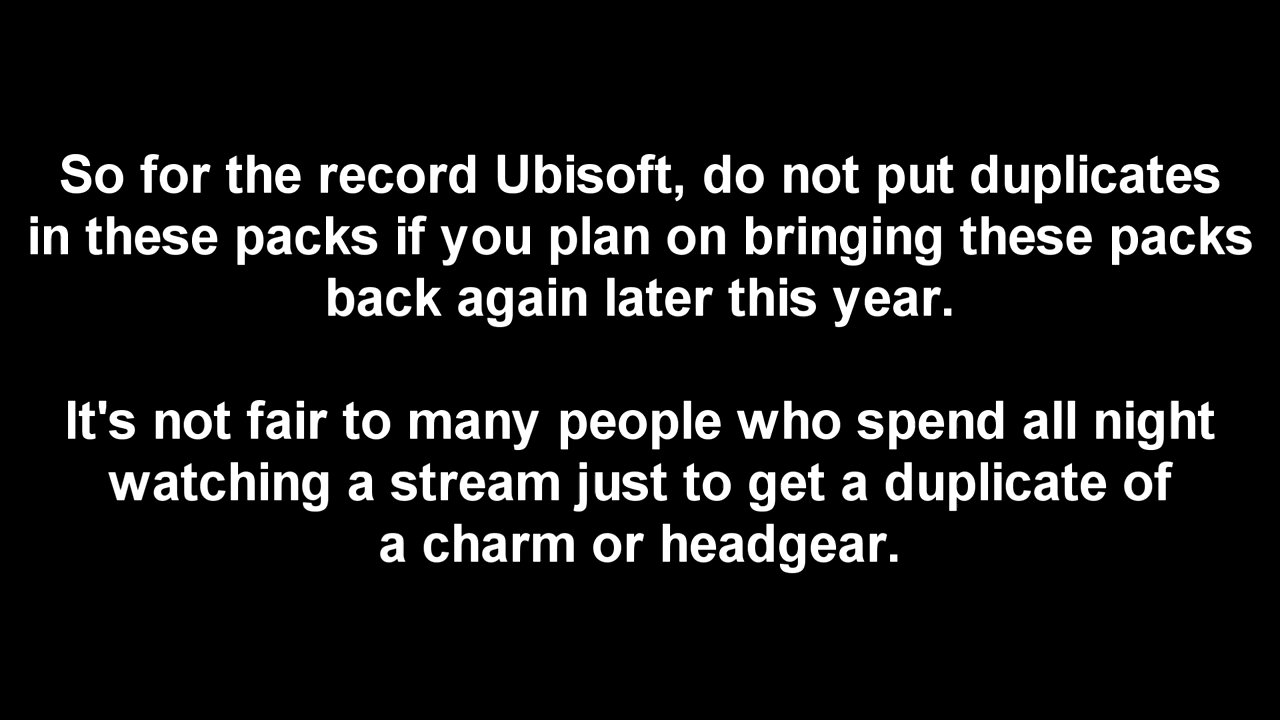 So for the record Ubisoft, do not put duplicates
in these packs if you plan on bringing these packs
back again later this year.
It's not fair to many people who spend all night
watching a stream just to get a duplicate of
a charm or headgear.